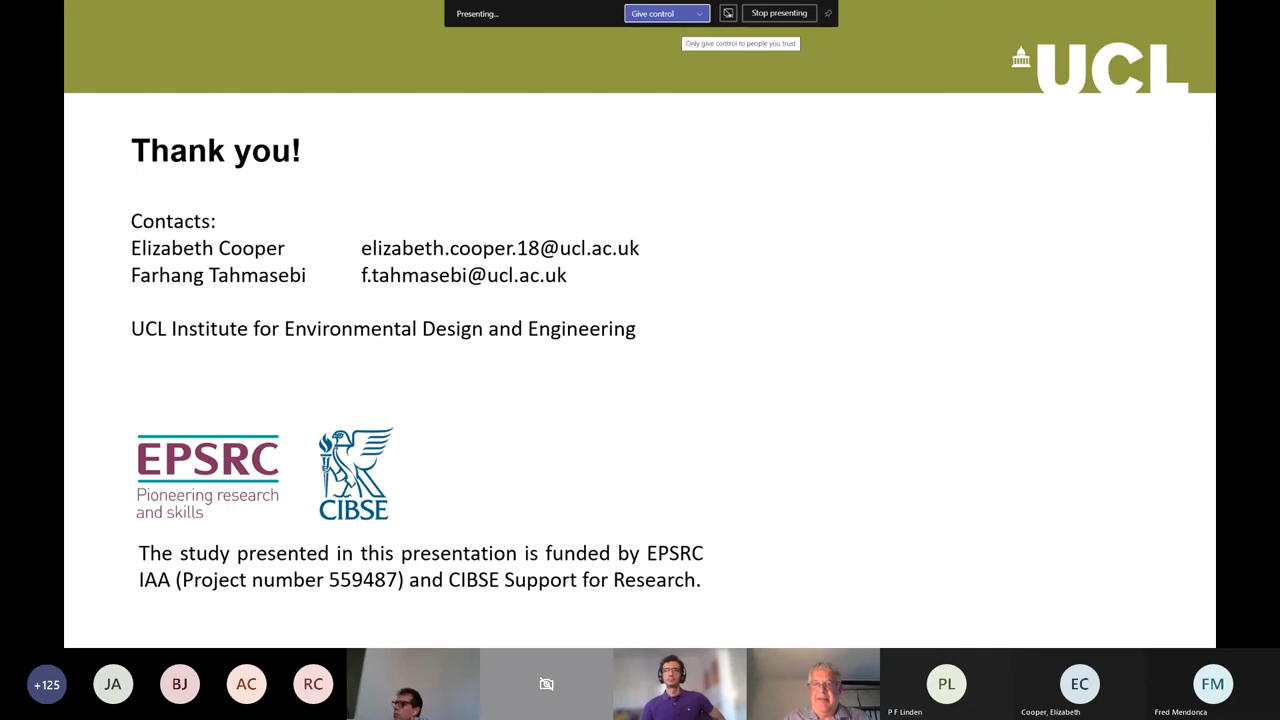 Presenting...
Give control
Stop presenting
Only give control to people you trust
UCL
Thank you!
Contacts:
Elizabeth Cooper elizabeth.cooper.18@ucl.ac.uk
Farhang Tahmasebi f.tahmasebi@ucl.ac.uk
UCL Institute for Environmental Design and Engineering
EPSRC
Pioneering research
and skills
CIBSE
The study presented in this presentation is funded by EPSRC
IAA (Project number 559487) and CIBSE Support for Research.
+125
JA
BJ
AC
RC
PL
EC
FM
P F Linden
Cooper, Elizabeth
Fred Mendonca